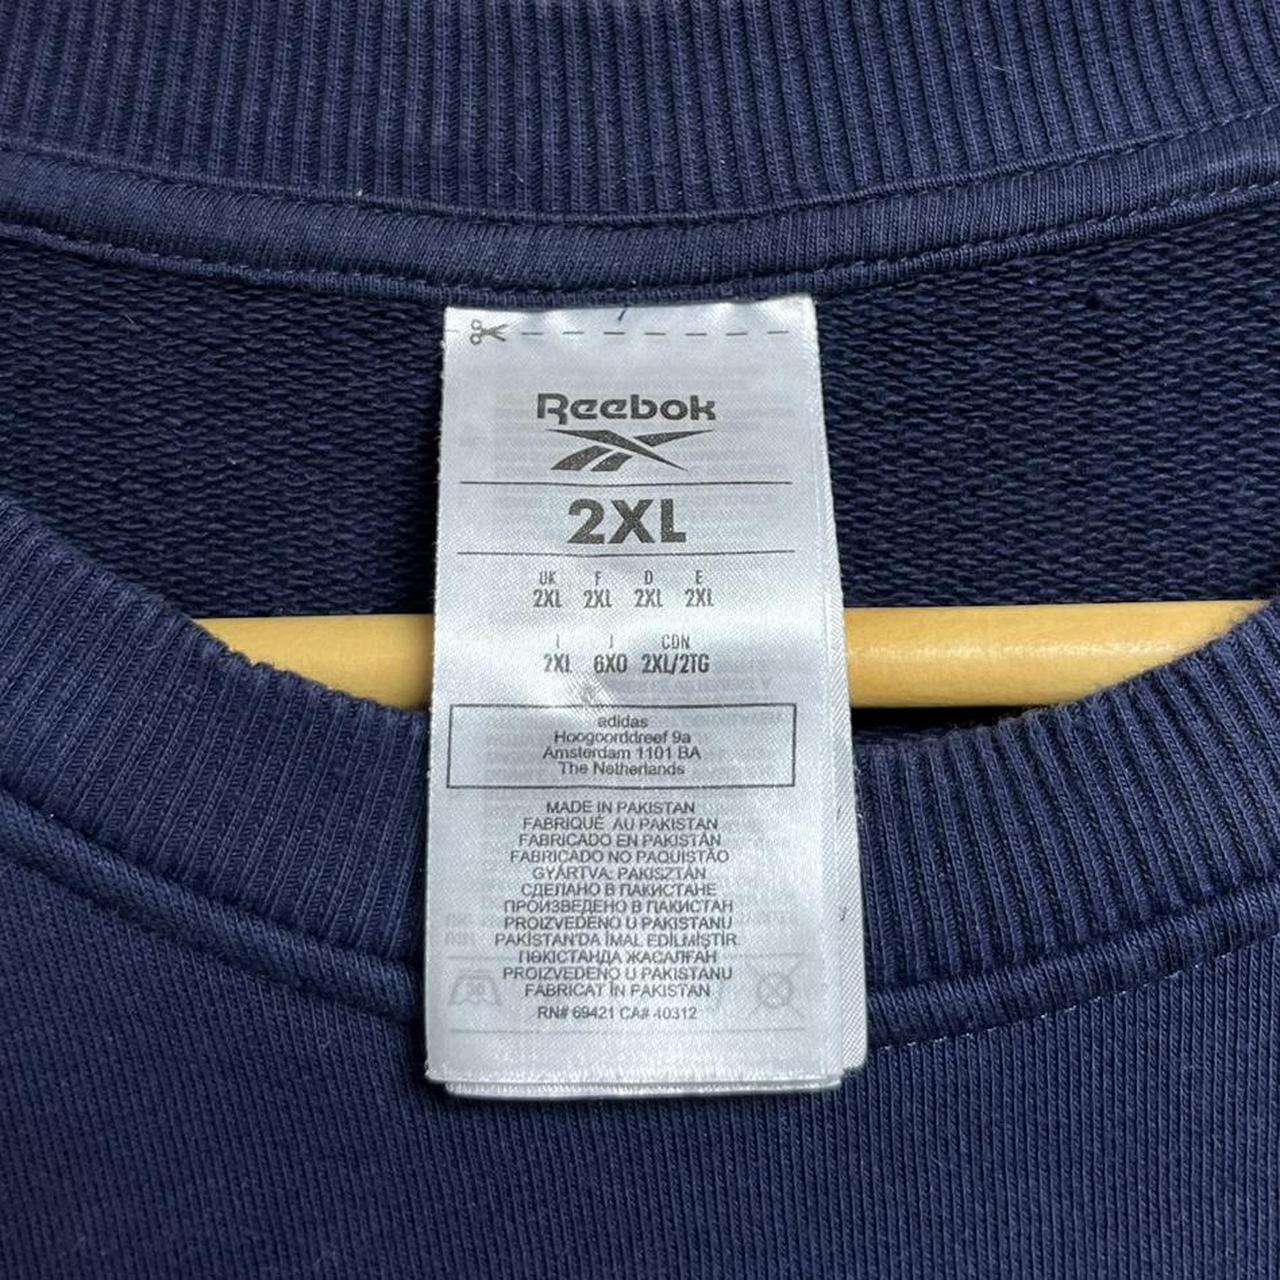 Reebok
2XL
UK F D E
2XL 2XL 2XL 2XL
I J CDN
2XL 6XO 2XL/2TG
adidas
Hoogoorddreef 9a
Amsterdam 1101 BA
The Netherlands
MADE IN PAKISTAN
FABRIQUÉ AU PAKISTAN
FABRICADO EN PAKISTÁN
FABRICADO NO PAQUISTÃO
GYÁRTVA: PAKISZTÁN
СДЕЛАНО В ПАКИСТАНЕ
ПРОИЗВЕДЕНО В ПАКИСТАН
PROIZVEDENO U PAKISTANU
PAKİSTAN'DA İMAL EDİLMİŞTİR.
ПӘКІСТАНДА ЖАСАЛҒАН
PROIZVEDENO U PAKISTANU
FABRICAT ÎN PAKISTAN
RN# 69421 CA# 40312